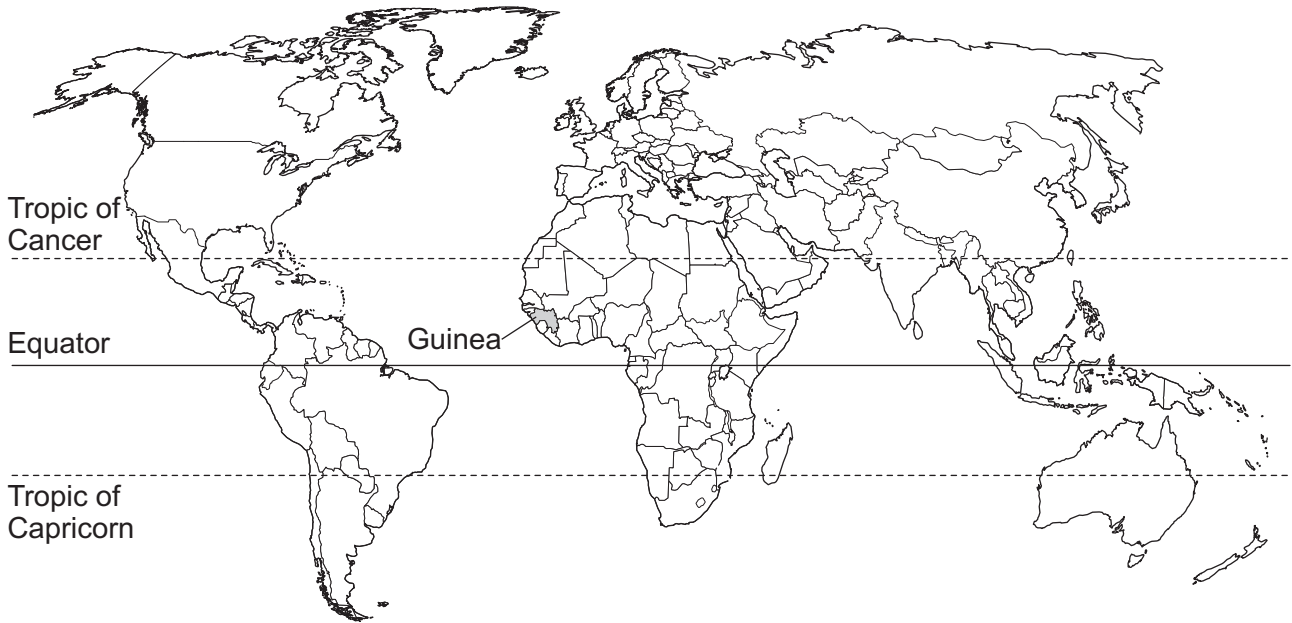 Tropic of
Cancer
Guinea
Equator
Tropic of
Capricorn